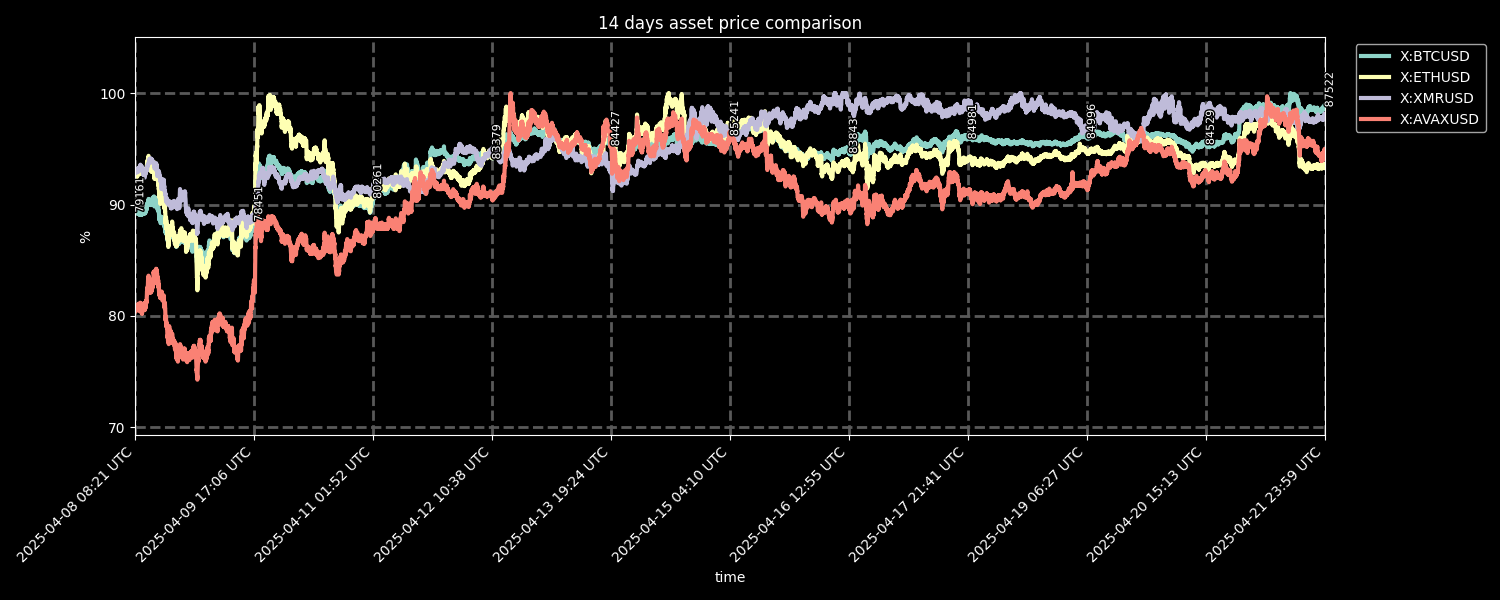 14 days asset price comparison
X:BTCUSD
X:ETHUSD
X:XMRUSD
X:AVAXUSD
100
90
80
70
%
79161
78451
80261
83379
84427
85241
83843
84981
84996
84529
87522
2025-04-08 08:21 UTC
2025-04-09 17:06 UTC
2025-04-11 01:52 UTC
2025-04-12 10:38 UTC
2025-04-13 19:24 UTC
2025-04-15 04:10 UTC
2025-04-16 12:55 UTC
2025-04-17 21:41 UTC
2025-04-19 06:27 UTC
2025-04-20 15:13 UTC
2025-04-21 23:59 UTC
time